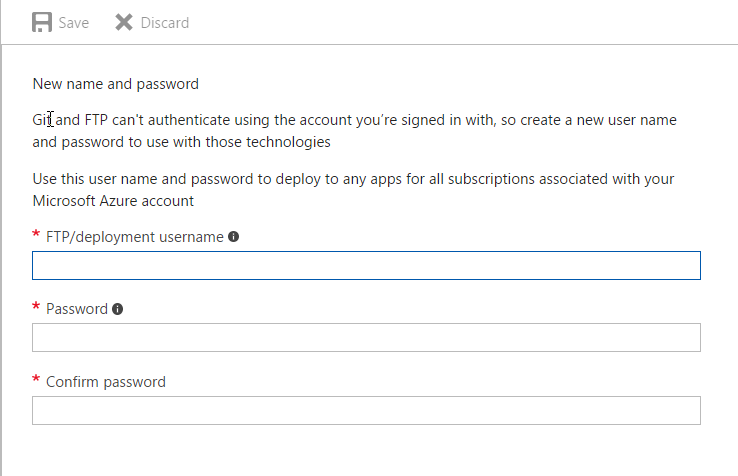 Save Discard
New name and password
Git and FTP can't authenticate using the account you're signed in with, so create a new user name
and password to use with those technologies
Use this user name and password to deploy to any apps for all subscriptions associated with your
Microsoft Azure account
* FTP/deployment username
* Password
* Confirm password